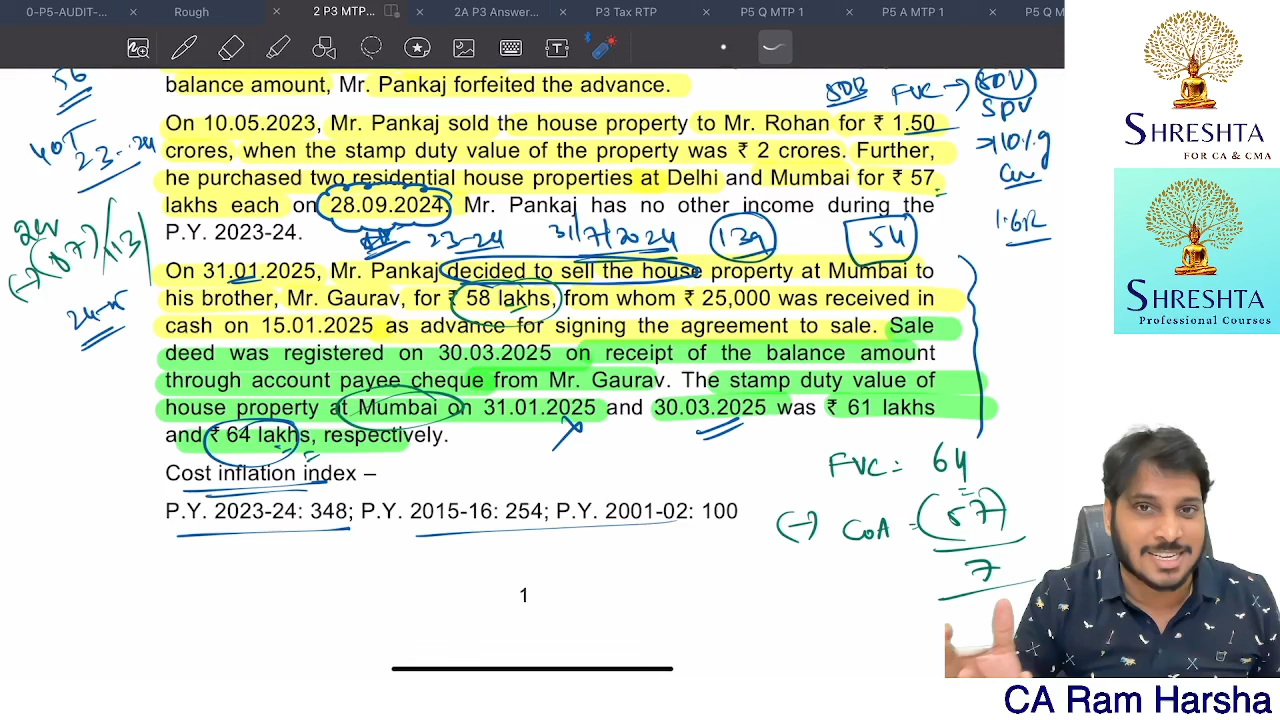 0-P5-AUDIT-...
Rough
2 P3 MTP...
2A P3 Answer...
P3 Tax RTP
P5 Q MTP 1
P5 A MTP 1
P5 Q M
balance amount, Mr. Pankaj forfeited the advance.
On 10.05.2023, Mr. Pankaj sold the house property to Mr. Rohan for ₹ 1.50
crores, when the stamp duty value of the property was ₹ 2 crores. Further,
he purchased two residential house properties at Delhi and Mumbai for ₹ 57
lakhs each on 28.09.2024. Mr. Pankaj has no other income during the
P.Y. 2023-24.
23-24
31/7/2024
139
54
On 31.01.2025, Mr. Pankaj decided to sell the house property at Mumbai to
his brother, Mr. Gaurav, for ₹ 58 lakhs, from whom ₹ 25,000 was received in
cash on 15.01.2025 as advance for signing the agreement to sale. Sale
deed was registered on 30.03.2025 on receipt of the balance amount
through account payee cheque from Mr. Gaurav. The stamp duty value of
house property at Mumbai on 31.01.2025 and 30.03.2025 was ₹ 61 lakhs
and ₹ 64 lakhs, respectively.
Cost inflation index –
P.Y. 2023-24: 348; P.Y. 2015-16: 254; P.Y. 2001-02: 100
1
56
23-24
24-25
FVC → SDV
FVC = 64
(-) CoA = (57)
7
SHRESHTA
FOR CA & CMA
SHRESHTA
Professional Courses
CA Ram Harsha